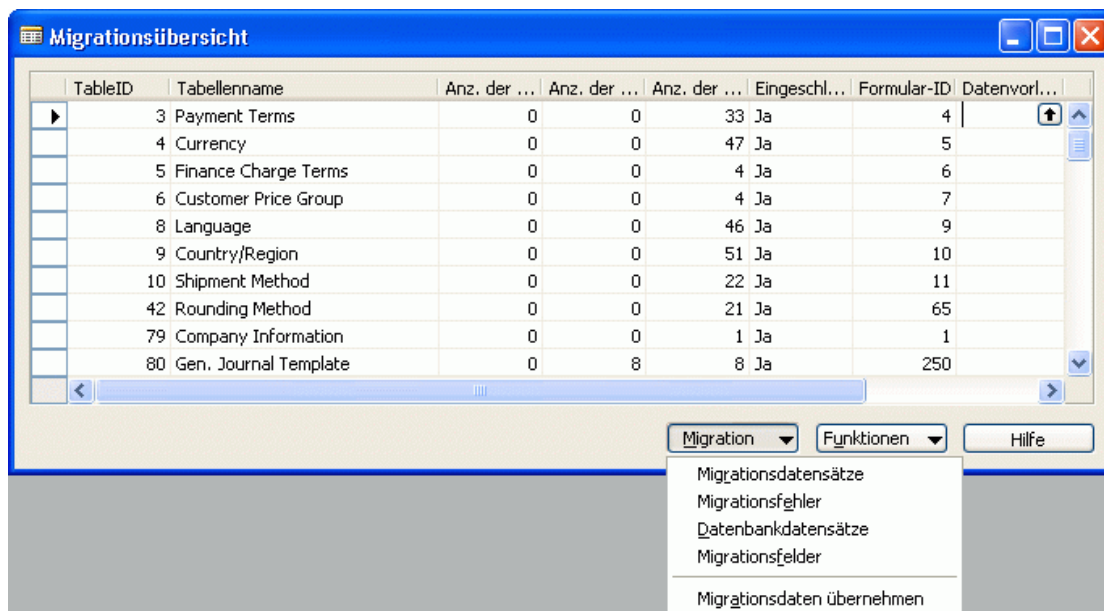 Migrationsübersicht
TableID Tabellenname Anz. der ... Anz. der ... Anz. der ... Eingeschl... Formular-ID Datenvorl...
3 Payment Terms 0 0 33 Ja 4
4 Currency 0 0 47 Ja 5
5 Finance Charge Terms 0 0 4 Ja 6
6 Customer Price Group 0 0 4 Ja 7
8 Language 0 0 46 Ja 9
9 Country/Region 0 0 51 Ja 10
10 Shipment Method 0 0 22 Ja 11
42 Rounding Method 0 0 21 Ja 65
79 Company Information 0 0 1 Ja 1
80 Gen. Journal Template 0 8 8 Ja 250
Migration Funktionen Hilfe
Migrationsdatensätze
Migrationsfehler
Datenbankdatensätze
Migrationsfelder
Migrationsdaten übernehmen